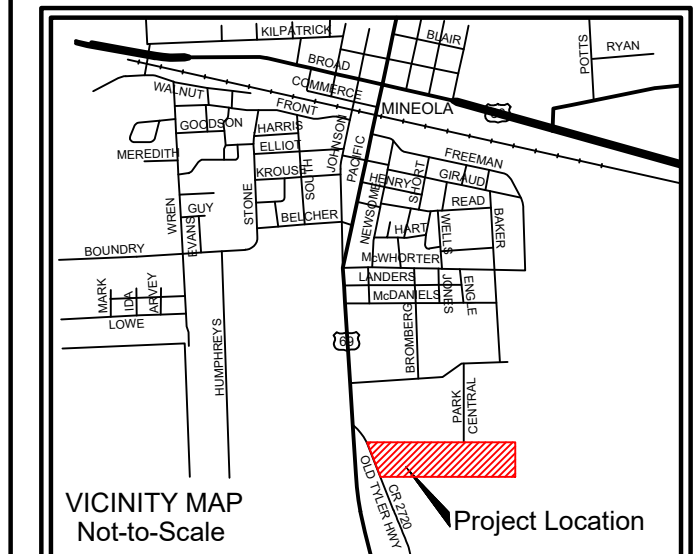 KILPATRICK
BLAIR
POTTS
RYAN
BROAD
COMMERCE
WALNUT
FRONT
MINEOLA
GOODSON
HARRIS
JOHNSON
PACIFIC
MEREDITH
ELLIOT
FREEMAN
KROUSE
SOUTH
HENRY
SHORT
GIRAUD
READ
WREN
GUY
EVANS
STONE
BELCHER
NEWSOME
HART
WELLS
BAKER
BOUNDRY
McWHORTER
LANDERS
JONES
ENGLE
McDANIELS
MARK
IDA
ARVEY
LOWE
HUMPHREYS
69
BROMBERG
PARK
CENTRAL
OLD TYLER HWY
CR 2720
VICINITY MAP
Not-to-Scale
Project Location